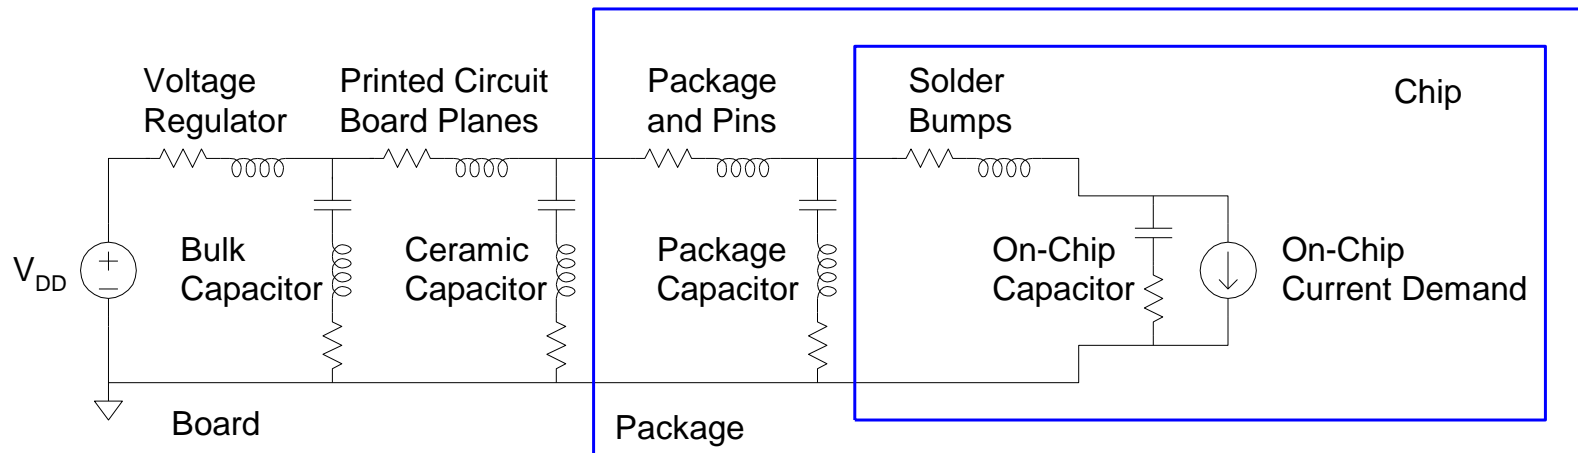 Voltage
Regulator
Printed Circuit
Board Planes
Package
and Pins
Solder
Bumps
Chip
V_DD
Bulk
Capacitor
Ceramic
Capacitor
Package
Capacitor
On-Chip
Capacitor
On-Chip
Current Demand
Board
Package